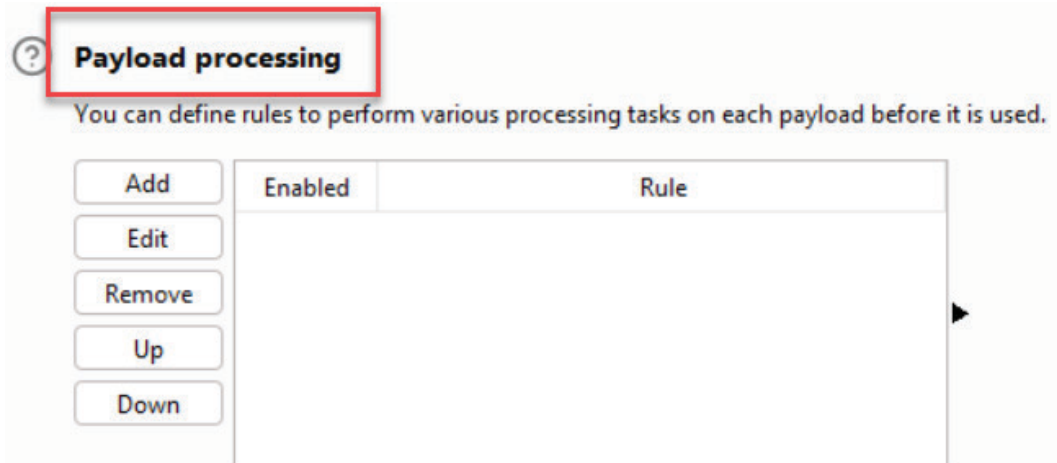 ? Payload processing
You can define rules to perform various processing tasks on each payload before it is used.
Add
Enabled
Rule
Edit
Remove
Up
Down